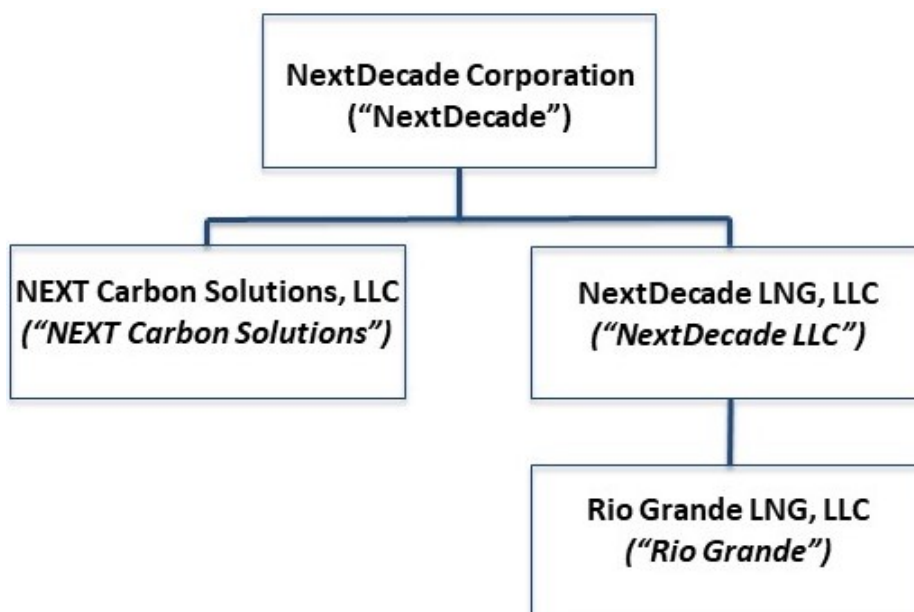 NextDecade Corporation
(“NextDecade”)
NEXT Carbon Solutions, LLC
(“NEXT Carbon Solutions”)
NextDecade LNG, LLC
(“NextDecade LLC”)
Rio Grande LNG, LLC
(“Rio Grande”)